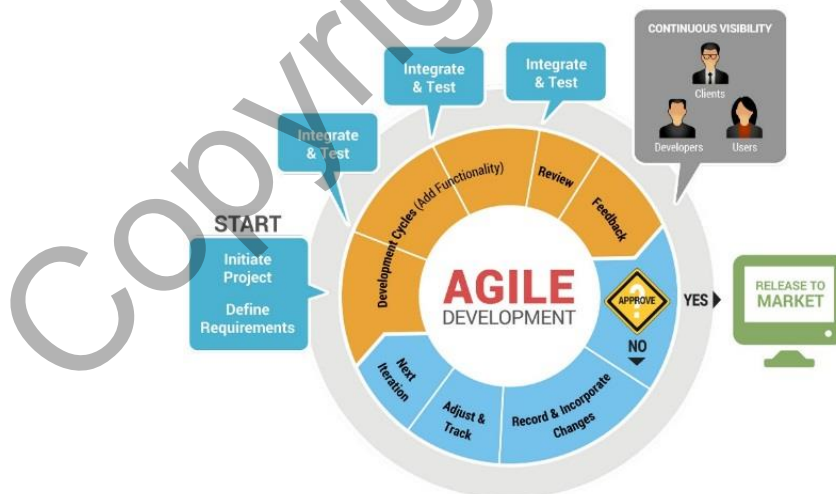 CONTINUOUS VISIBILITY
Clients
Developers Users
Integrate
& Test
Integrate
& Test
Integrate
& Test
START
Initiate
Project
Define
Requirements
Development Cycles (Add Functionality)
Review
Feedback
AGILE
DEVELOPMENT
?
APPROVE
YES
NO
RELEASE TO
MARKET
Record & Incorporate
Changes
Adjust &
Track
Next
Iteration
Copyrigh